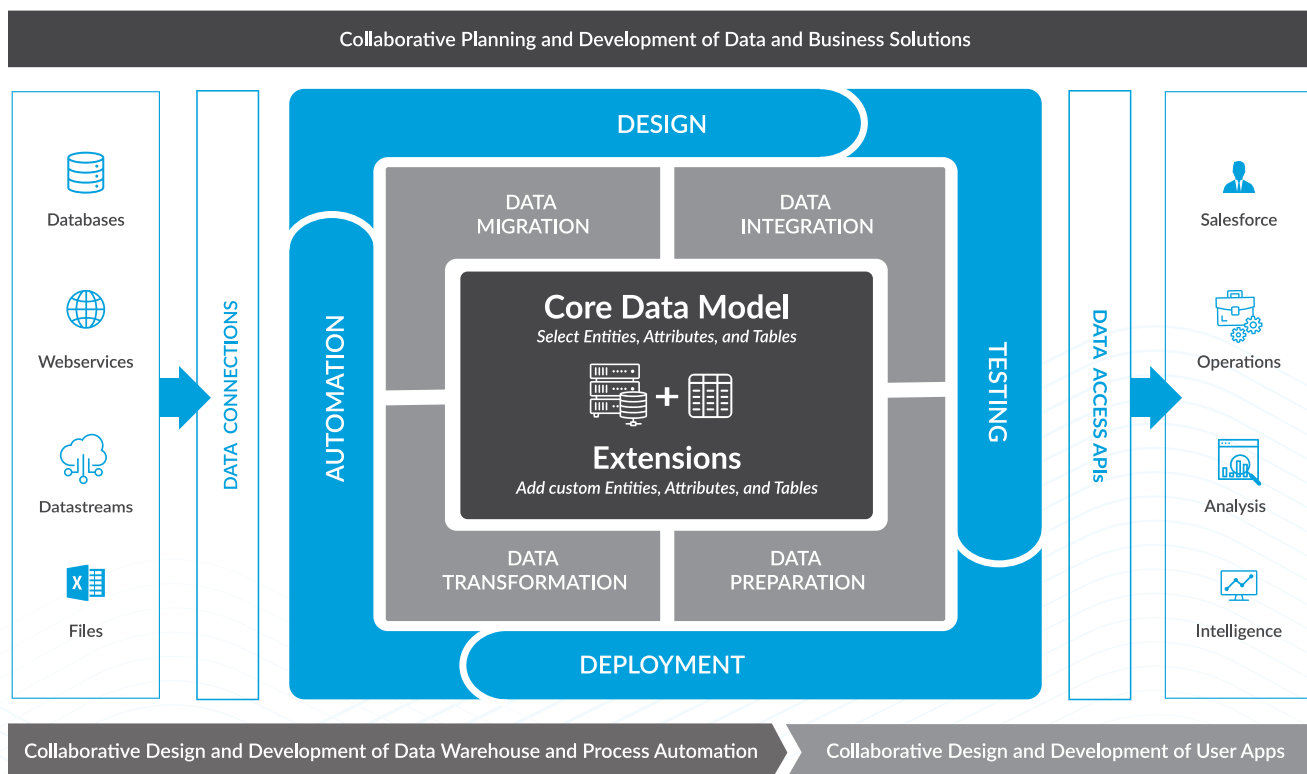 Collaborative Planning and Development of Data and Business Solutions
Databases
Webservices
Datastreams
X
Files
DATA CONNECTIONS
DESIGN
AUTOMATION
DATA
MIGRATION
DATA
INTEGRATION
Core Data Model
Select Entities, Attributes, and Tables
+
Extensions
Add custom Entities, Attributes, and Tables
DATA
TRANSFORMATION
DATA
PREPARATION
TESTING
DEPLOYMENT
DATA ACCESS APIs
Salesforce
Operations
Analysis
Intelligence
Collaborative Design and Development of Data Warehouse and Process Automation
Collaborative Design and Development of User Apps